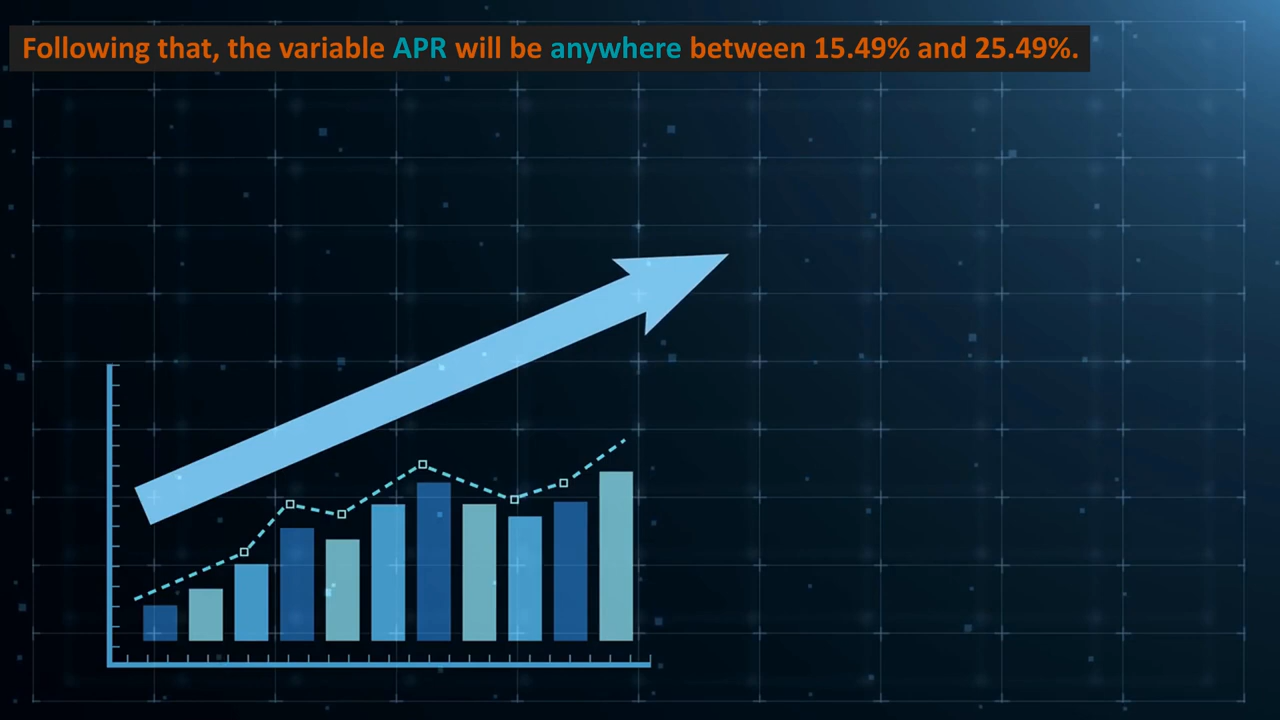 Following that, the variable APR will be anywhere between 15.49% and 25.49%.